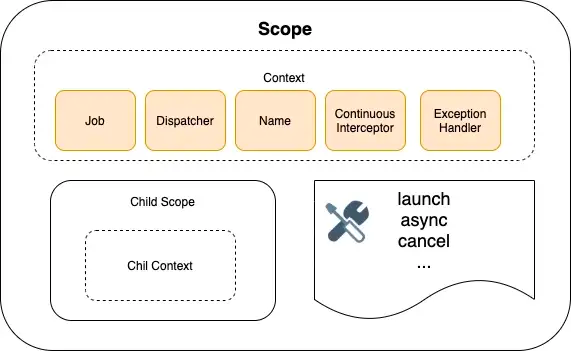 Scope
Context
Job
Dispatcher
Name
Continuous
Interceptor
Exception
Handler
Child Scope
Chil Context
launch
async
cancel
...